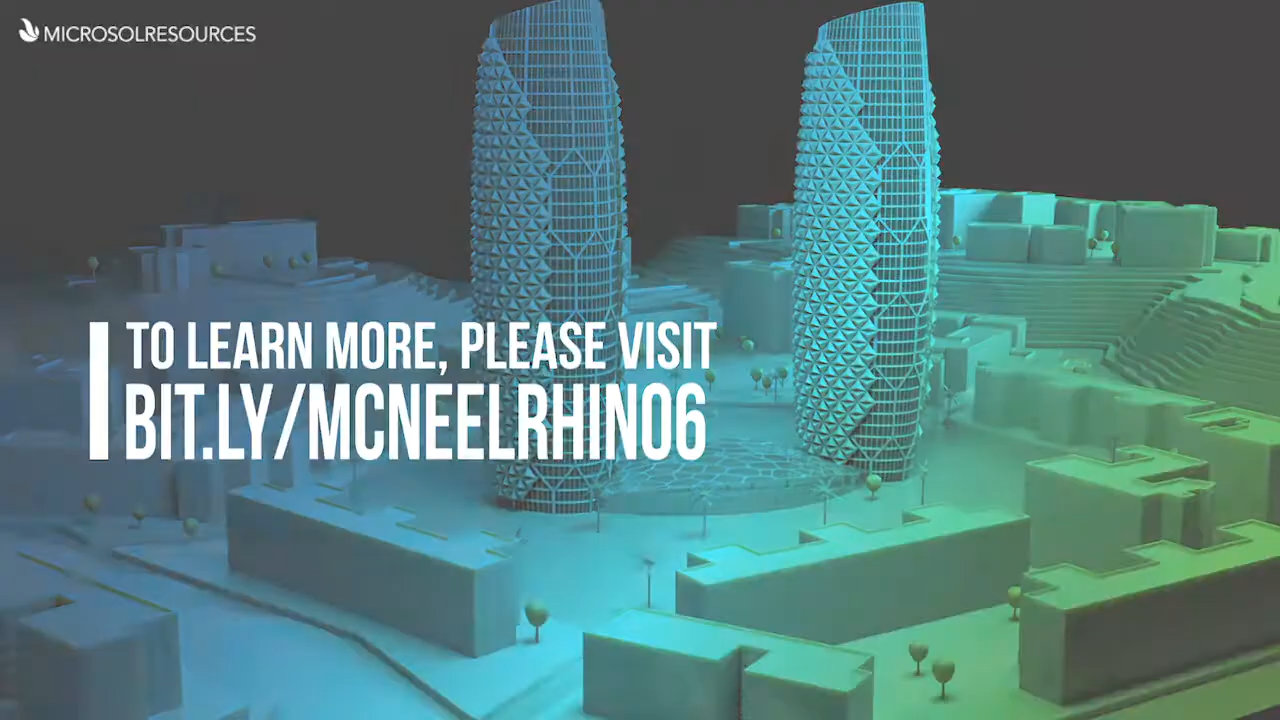 MICROSOLRESOURCES
TO LEARN MORE, PLEASE VISIT
BIT.LY/MCNEELRHINO6